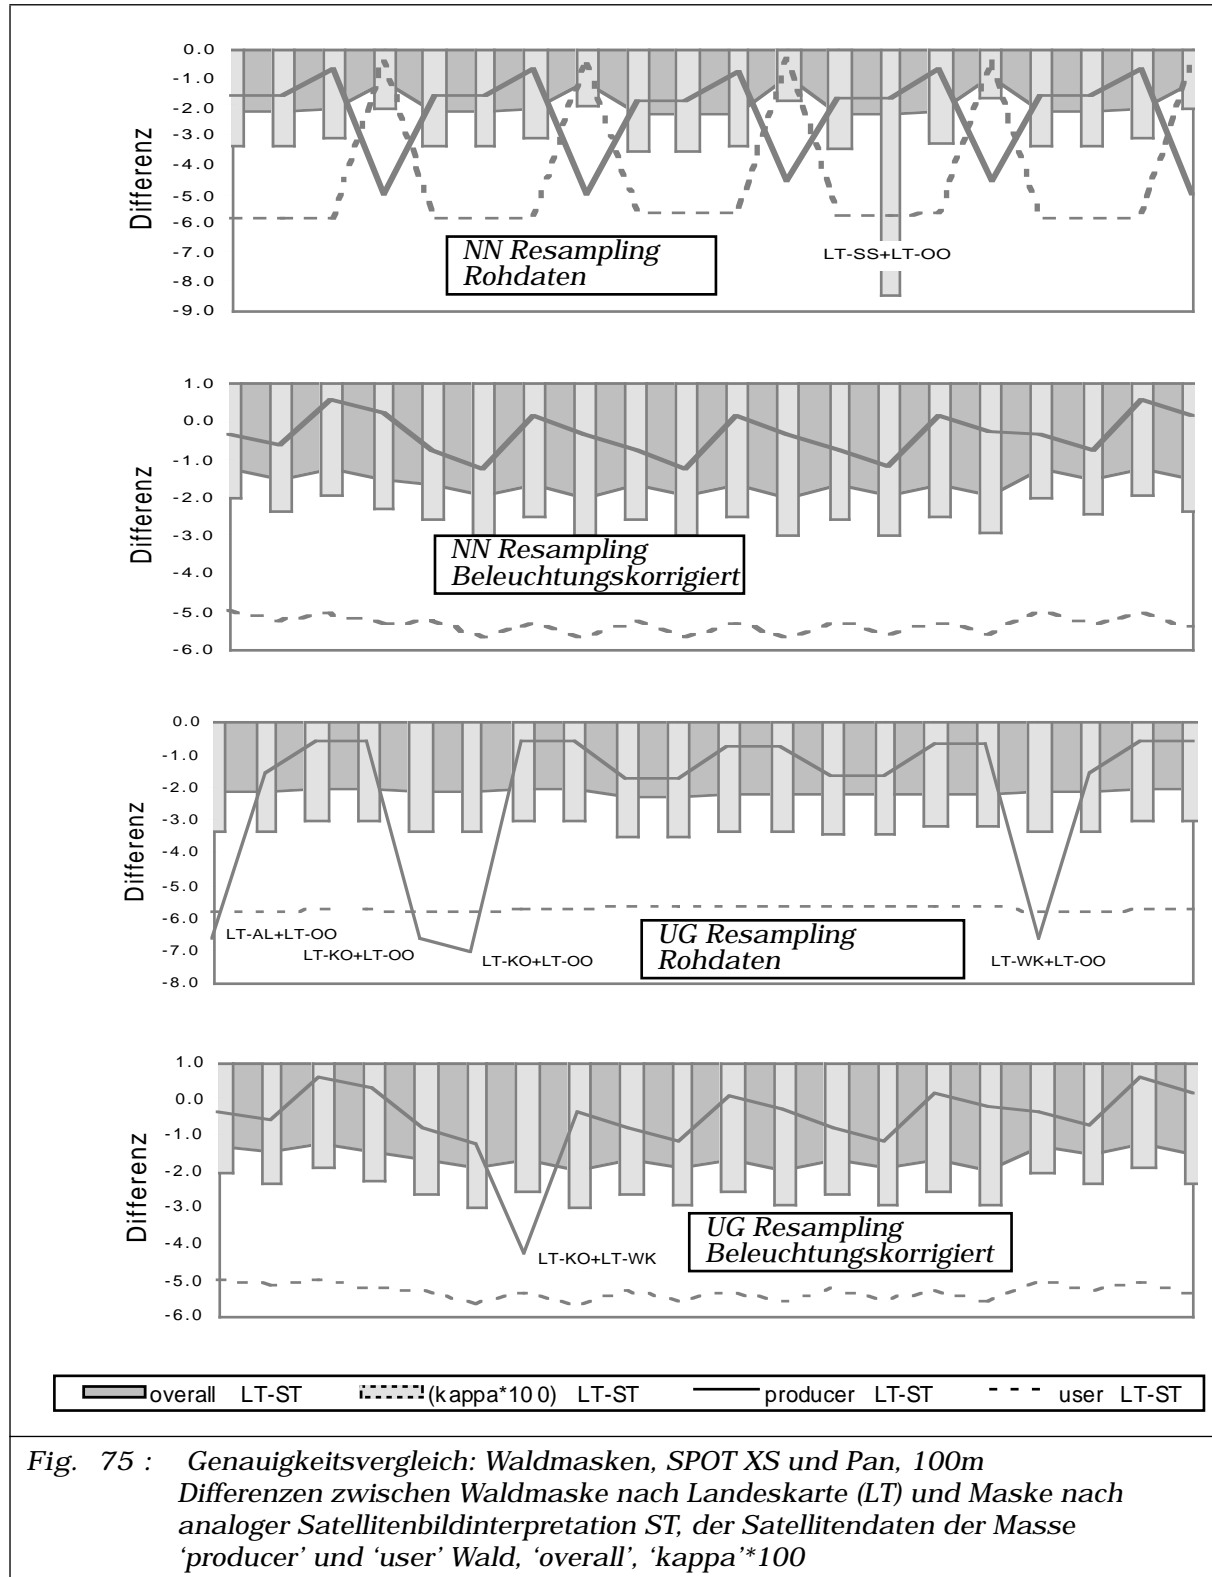 0.0
-1.0
-2.0
-3.0
-4.0
-5.0
-6.0
-7.0
-8.0
-9.0
Differenz
NN Resampling
Rohdaten
LT-SS+LT-OO
1.0
0.0
-1.0
-2.0
-3.0
-4.0
-5.0
-6.0
Differenz
NN Resampling
Beleuchtungskorrigiert
0.0
-1.0
-2.0
-3.0
-4.0
-5.0
-6.0
-7.0
-8.0
Differenz
LT-AL+LT-OO
LT-KO+LT-OO
LT-KO+LT-OO
UG Resampling
Rohdaten
LT-WK+LT-OO
1.0
0.0
-1.0
-2.0
-3.0
-4.0
-5.0
-6.0
Differenz
LT-KO+LT-WK
UG Resampling
Beleuchtungskorrigiert
overall LT-ST (kappa*100) LT-ST producer LT-ST user LT-ST
Fig. 75 : Genauigkeitsvergleich: Waldmasken, SPOT XS und Pan, 100m
Differenzen zwischen Waldmaske nach Landeskarte (LT) und Maske nach
analoger Satellitenbildinterpretation ST, der Satellitendaten der Masse
‘producer’ und ‘user’ Wald, ‘overall’, ‘kappa’*100